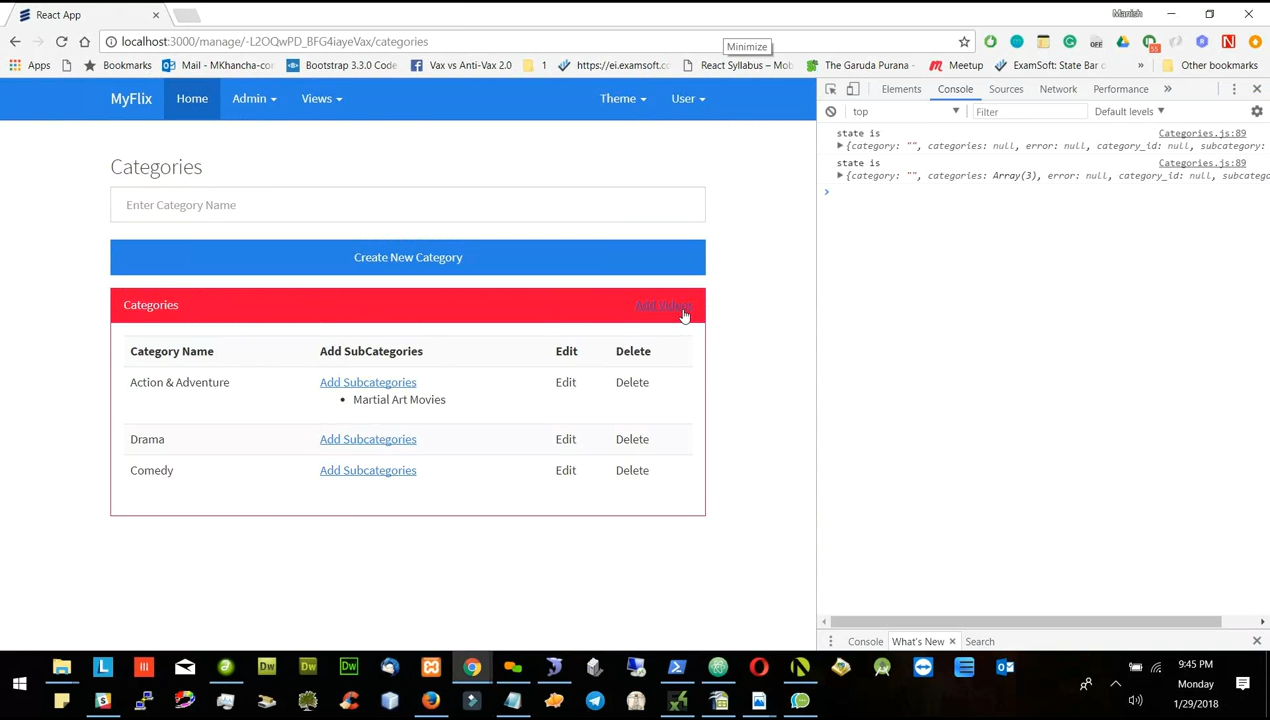 React App
Manish
localhost:3000/manage/-L2OQwPD_BFG4iayeVax/categories
Minimize
Apps Bookmarks Mail - MKhancha-cor Bootstrap 3.3.0 Code Vax vs Anti-Vax 2.0 1 https://ei.examsoft.co React Syllabus – Mob The Garuda Purana - Meetup ExamSoft: State Bar o » Other bookmarks
MyFlix Home Admin Views Theme User
Elements Console Sources Network Performance »
top Filter Default levels
state is Categories.js:89
{category: "", categories: null, error: null, category_id: null, subcategory:
state is Categories.js:89
{category: "", categories: Array(3), error: null, category_id: null, subcatego
Categories
Enter Category Name
Create New Category
Categories Add Videos
Category Name Add SubCategories Edit Delete
Action & Adventure Add Subcategories Edit Delete
• Martial Art Movies
Drama Add Subcategories Edit Delete
Comedy Add Subcategories Edit Delete
Console What's New Search
9:45 PM
Monday
1/29/2018